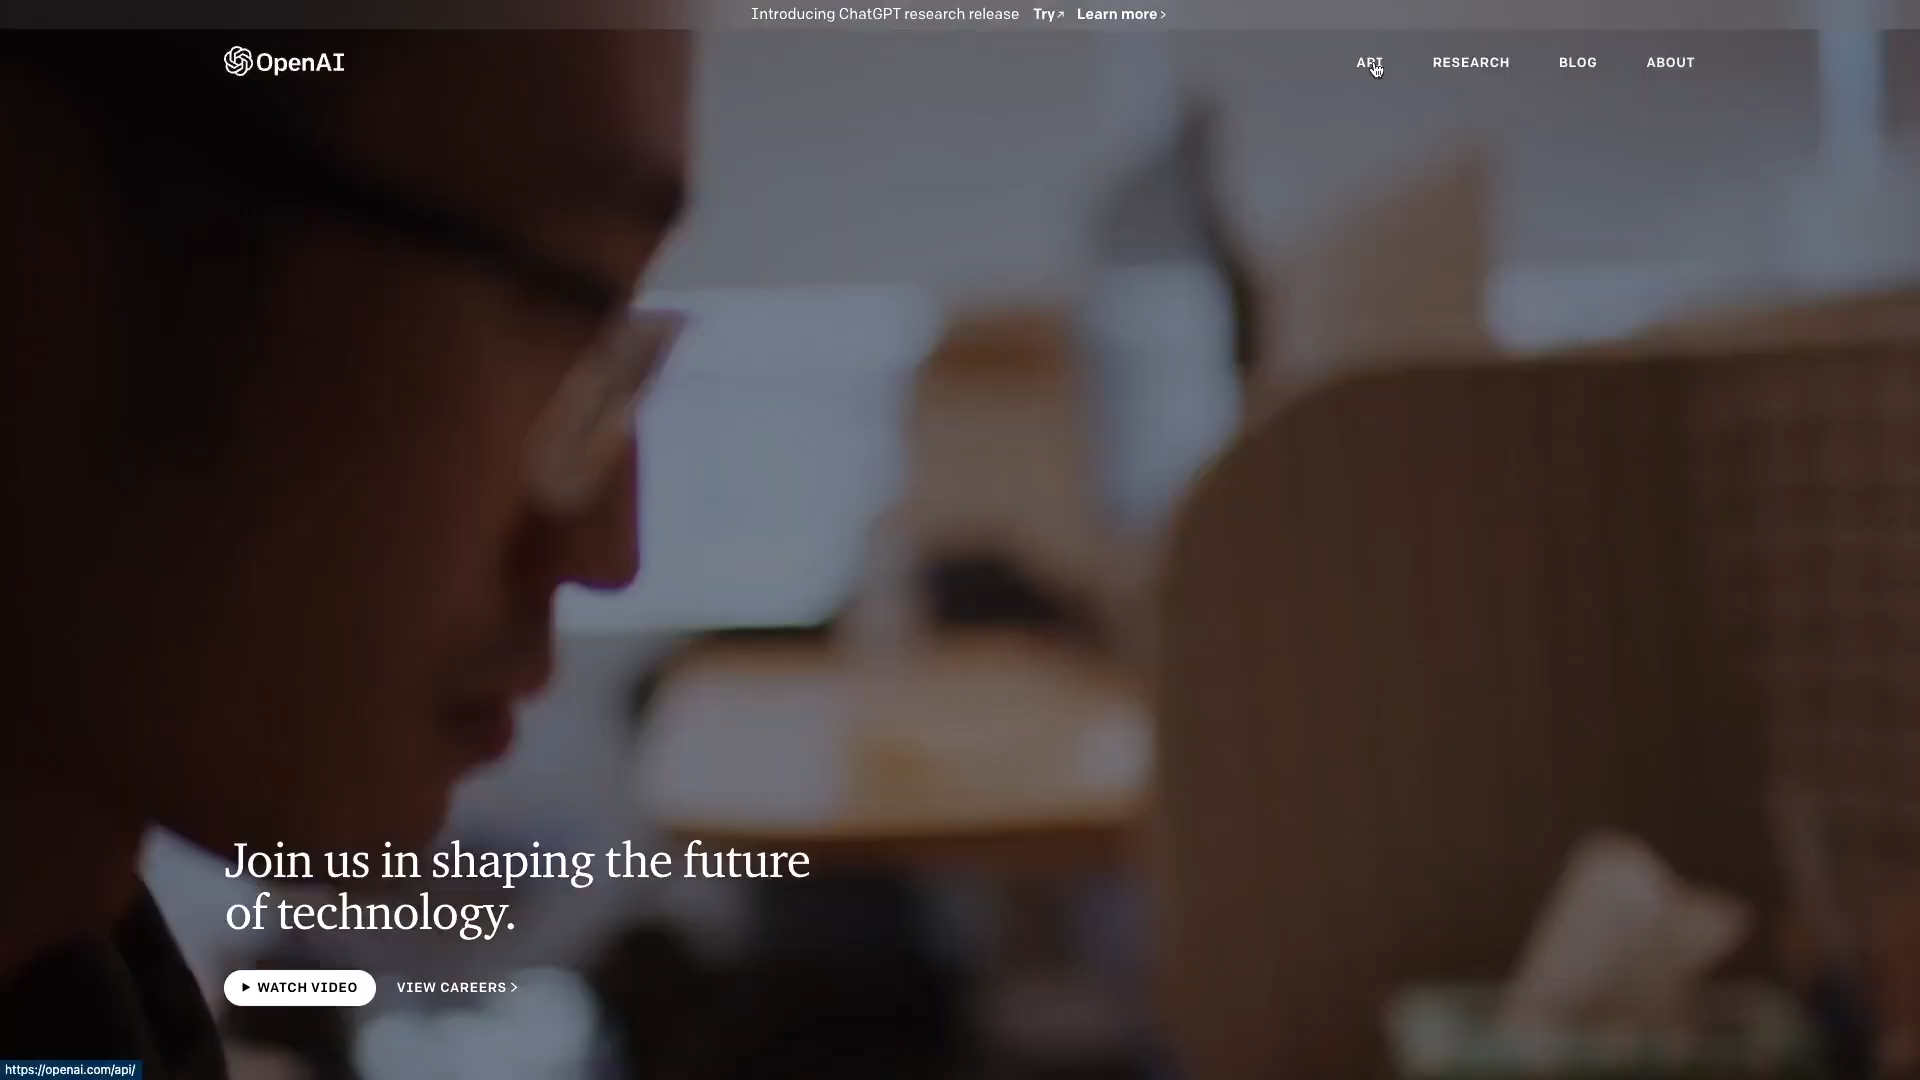 Introducing ChatGPT research release Try↗ Learn more >
OpenAI
API RESEARCH BLOG ABOUT
Join us in shaping the future
of technology.
WATCH VIDEO VIEW CAREERS >
https://openai.com/api/